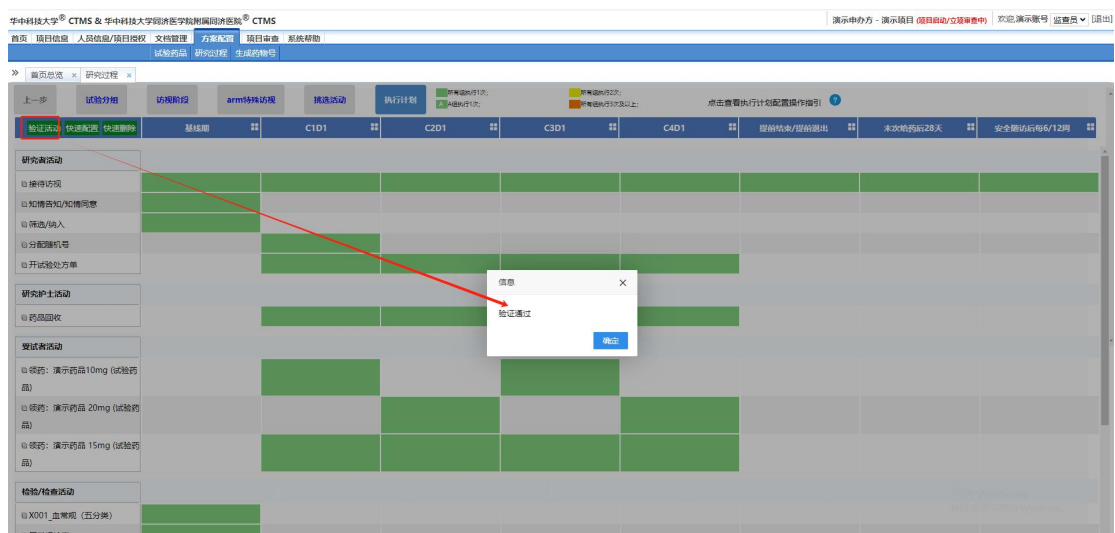 华中科技大学® CTMS & 华中科技大学同济医学院附属同济医院® CTMS 演示申办方 - 演示项目 (项目启动/立项审查中) 欢迎,演示账号 监查员 [退出]
首页 项目信息 人员信息/项目授权 文档管理 方案配置 项目审查 系统帮助
试验药品 研究过程 生成药物号
» 首页总览 × 研究过程 ×
上一步 试验分组 访视阶段 arm特殊访视 挑选活动 执行计划 所有组执行1次; 所有组执行2次; 点击查看执行计划配置操作指引 ?
A A组执行1次; 所有组执行3次及以上;
验证活动 快速配置 快速删除 基线期 C1D1 C2D1 C3D1 C4D1 提前结束/提前退出 末次给药后28天 安全随访后每6/12周
研究者活动
接待访视
知情告知/知情同意
筛选/纳入
分配随机号
开试验处方单
信息 ×
验证通过
确定
研究护士活动
药品回收
受试者活动
领药：演示药品10mg (试验药
品)
领药：演示药品 20mg (试验药
品)
领药：演示药品 15mg (试验药
品)
检验/检查活动
X001_血常规（五分类）